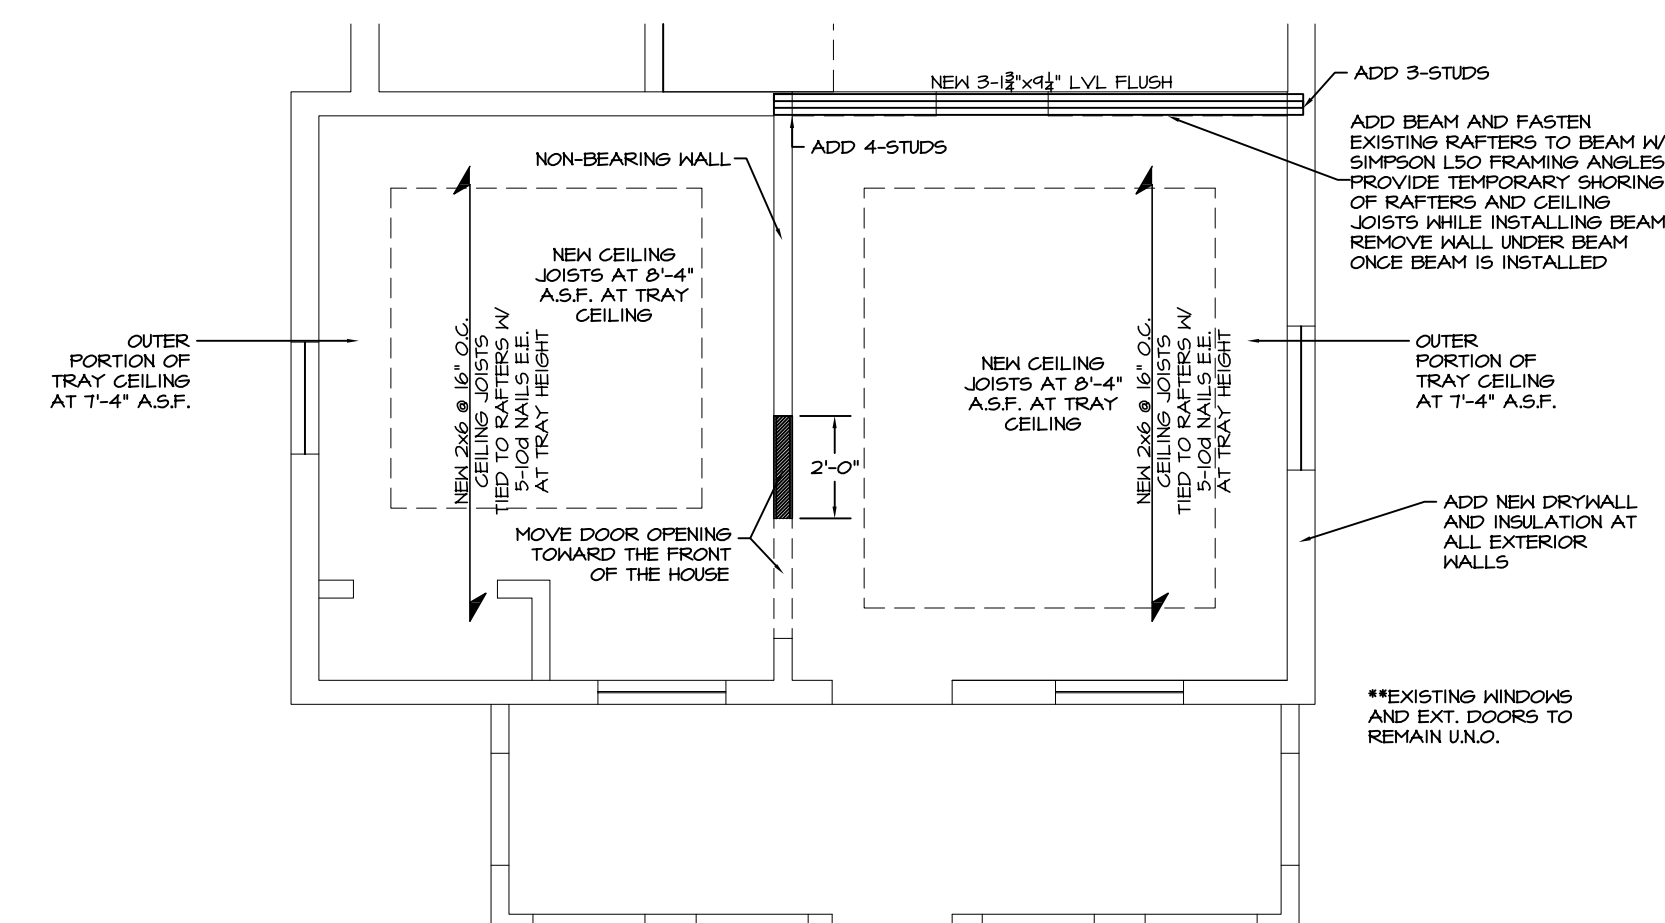 NEW 3-1¾"x9¼" LVL FLUSH
ADD 3-STUDS
ADD BEAM AND FASTEN
EXISTING RAFTERS TO BEAM W/
SIMPSON L50 FRAMING ANGLES
PROVIDE TEMPORARY SHORING
OF RAFTERS AND CEILING
JOISTS WHILE INSTALLING BEAM
REMOVE WALL UNDER BEAM
ONCE BEAM IS INSTALLED
ADD 4-STUDS
NON-BEARING WALL
NEW CEILING
JOISTS AT 8'-4"
A.S.F. AT TRAY
CEILING
OUTER
PORTION OF
TRAY CEILING
AT 7'-4" A.S.F.
NEW 2x6 @ 16" O.C.
CEILING JOISTS
TIED TO RAFTERS W/
5-10d NAILS E.E.
AT TRAY HEIGHT
NEW CEILING
JOISTS AT 8'-4"
A.S.F. AT TRAY
CEILING
NEW 2x6 @ 16" O.C.
CEILING JOISTS
TIED TO RAFTERS W/
5-10d NAILS E.E.
AT TRAY HEIGHT
OUTER
PORTION OF
TRAY CEILING
AT 7'-4" A.S.F.
2'-0"
MOVE DOOR OPENING
TOWARD THE FRONT
OF THE HOUSE
ADD NEW DRYWALL
AND INSULATION AT
ALL EXTERIOR
WALLS
**EXISTING WINDOWS
AND EXT. DOORS TO
REMAIN U.N.O.